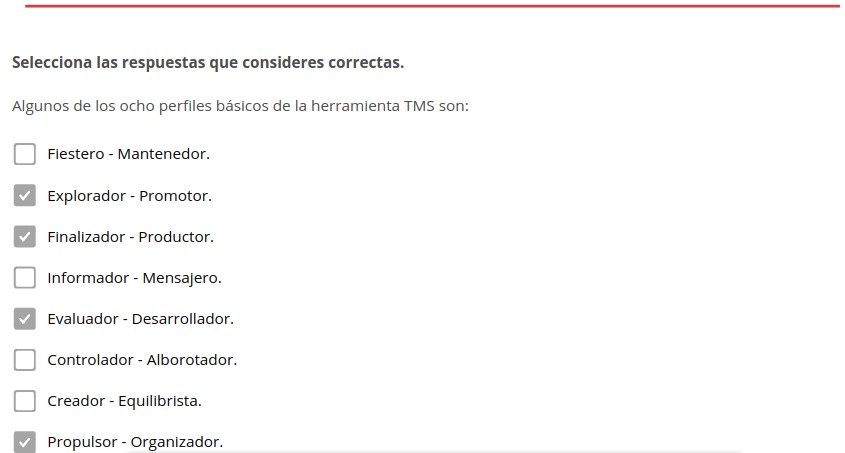 Selecciona las respuestas que consideres correctas.
Algunos de los ocho perfiles básicos de la herramienta TMS son:
Fiestero - Mantenedor.
Explorador - Promotor.
Finalizador - Productor.
Informador - Mensajero.
Evaluador - Desarrollador.
Controlador - Alborotador.
Creador - Equilibrista.
Propulsor - Organizador.